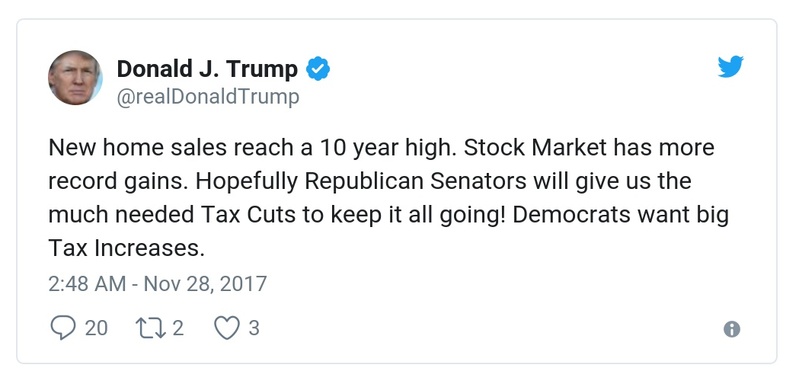 Donald J. Trump
@realDonaldTrump
New home sales reach a 10 year high. Stock Market has more
record gains. Hopefully Republican Senators will give us the
much needed Tax Cuts to keep it all going! Democrats want big
Tax Increases.
2:48 AM - Nov 28, 2017
20 2 3